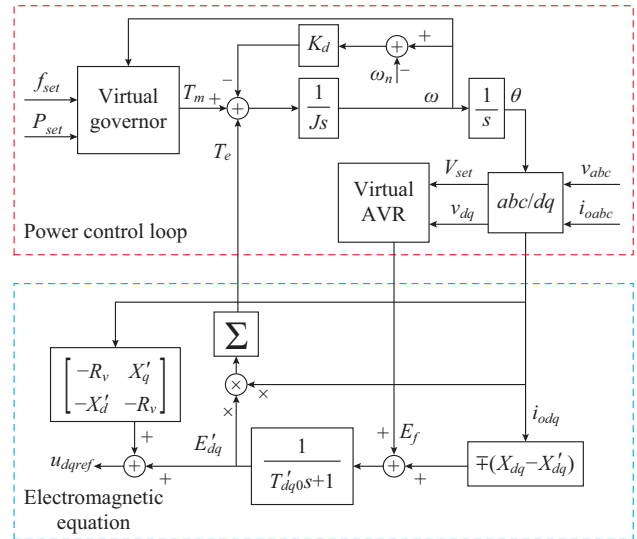 K_d
+
ω_n
−
f_set
P_set
Virtual
governor
T_m
+
−
1
Js
ω
1
s
θ
T_e
V_set
v_dq
Virtual
AVR
abc/dq
v_abc
i_oabc
Power control loop
−R_v X′_q
−X′_d −R_v
Σ
×
×
×
i_odq
+
u_dqref
+
+
E′_dq
1
T′_dq0 s+1
+
E_f
+
+
∓(X_dq−X′_dq)
Electromagnetic
equation